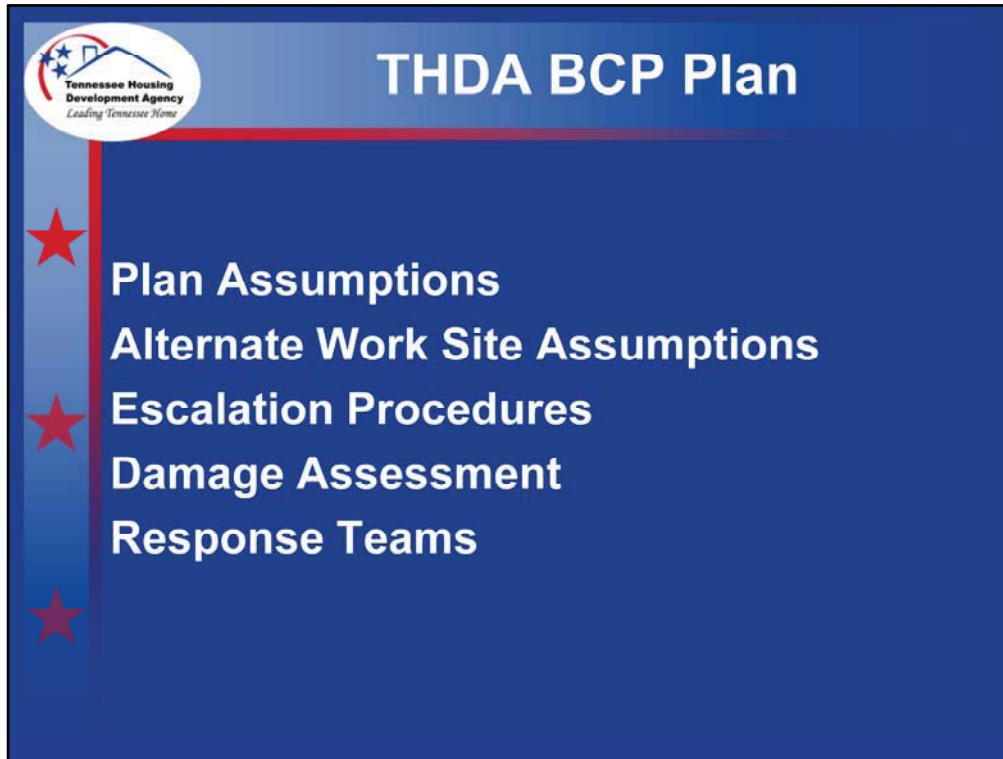 Tennessee Housing
Development Agency
Leading Tennessee Home
THDA BCP Plan
Plan Assumptions
Alternate Work Site Assumptions
Escalation Procedures
Damage Assessment
Response Teams